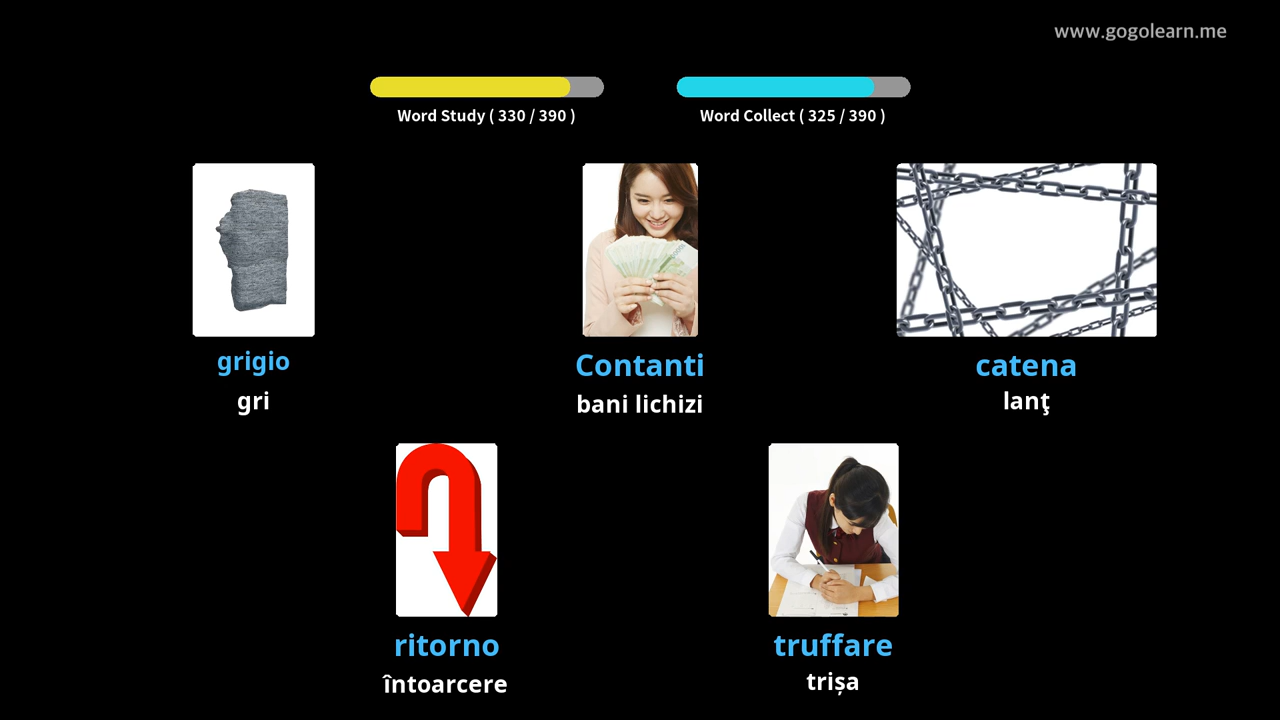 www.gogolearn.me
Word Study ( 330 / 390 )
Word Collect ( 325 / 390 )
grigio
gri
Contanti
bani lichizi
catena
lanţ
ritorno
întoarcere
truffare
trișa